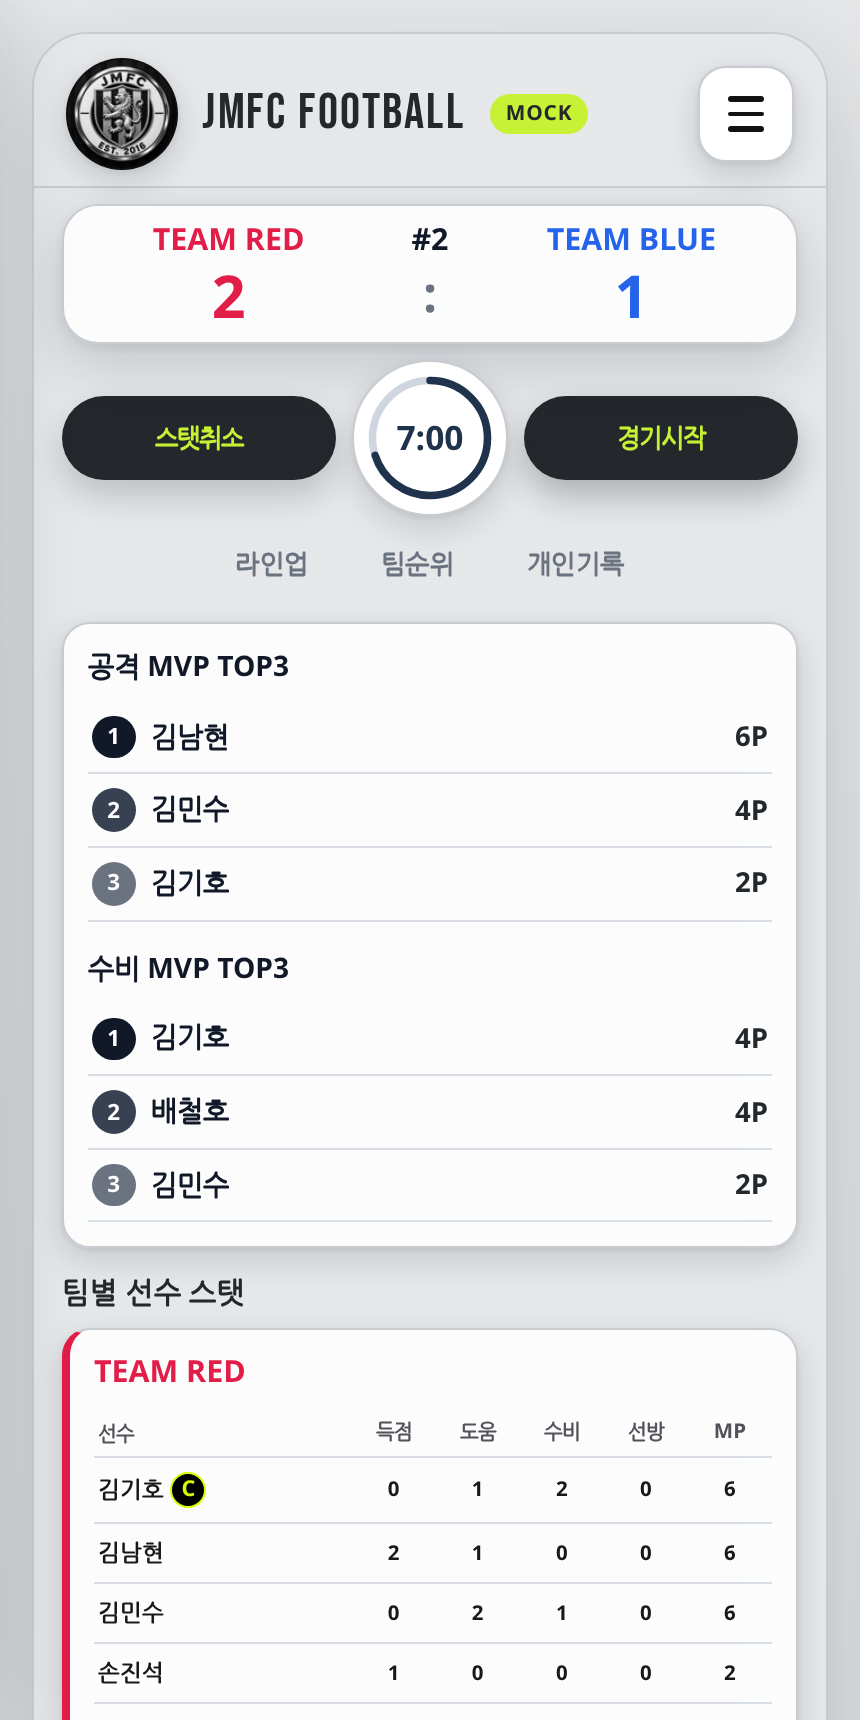 JMFC
EST. 2016
JMFC FOOTBALL MOCK
TEAM RED #2 TEAM BLUE
2 : 1
스탯취소 7:00 경기시작
라인업 팀순위 개인기록
공격 MVP TOP3
1 김남현 6P
2 김민수 4P
3 김기호 2P
수비 MVP TOP3
1 김기호 4P
2 배철호 4P
3 김민수 2P
팀별 선수 스탯
TEAM RED
선수 득점 도움 수비 선방 MP
김기호 C 0 1 2 0 6
김남현 2 1 0 0 6
김민수 0 2 1 0 6
손진석 1 0 0 0 2